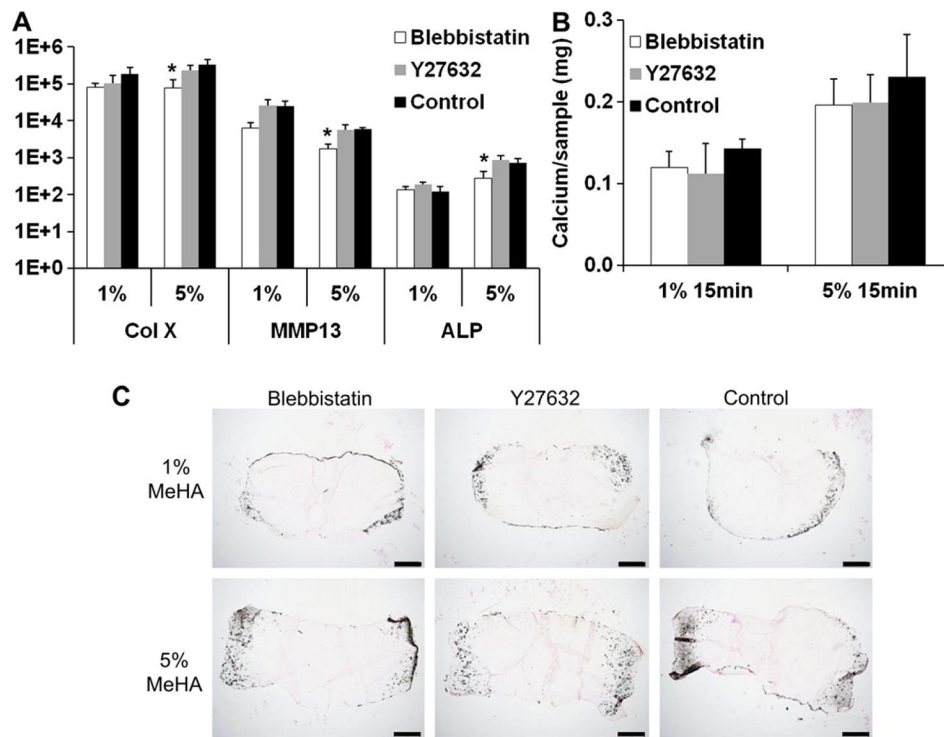 A
Blebbistatin
Y27632
Control
1E+6
1E+5
1E+4
1E+3
1E+2
1E+1
1E+0
*
*
*
1% 5% 1% 5% 1% 5%
Col X MMP13 ALP
B
Blebbistatin
Y27632
Control
Calcium/sample (mg)
0.3
0.2
0.1
0.0
1% 15min 5% 15min
C
Blebbistatin Y27632 Control
1%
MeHA
5%
MeHA